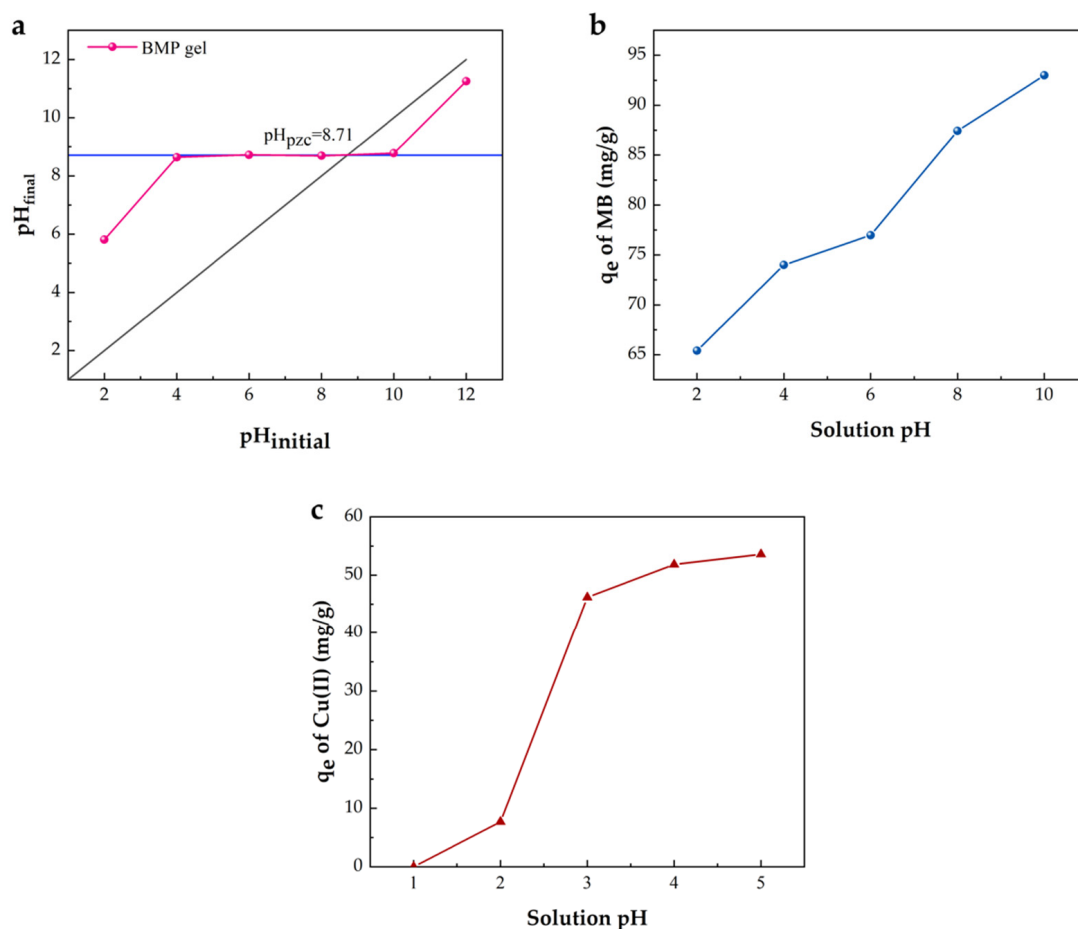 a
BMP gel
pHpzc=8.71
12
10
8
6
4
2
pHfinal
2 4 6 8 10 12
pHinitial
b
95
90
85
80
75
70
65
qe of MB (mg/g)
2 4 6 8 10
Solution pH
c
60
50
40
30
20
10
0
qe of Cu(II) (mg/g)
1 2 3 4 5
Solution pH